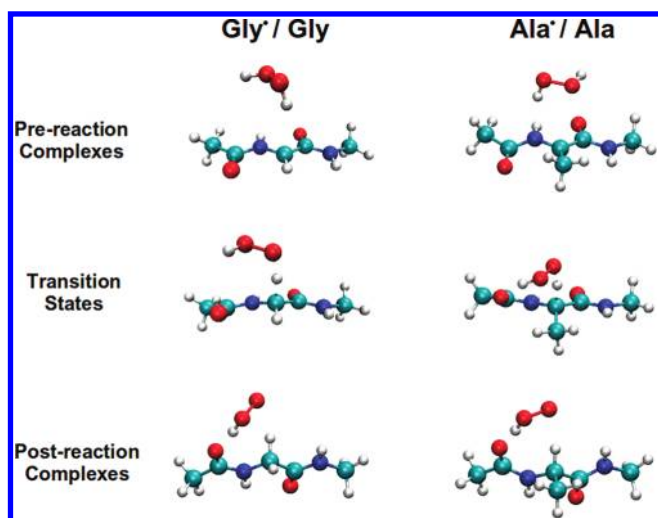 Gly• / Gly
Ala• / Ala
Pre-reaction
Complexes
Transition
States
Post-reaction
Complexes